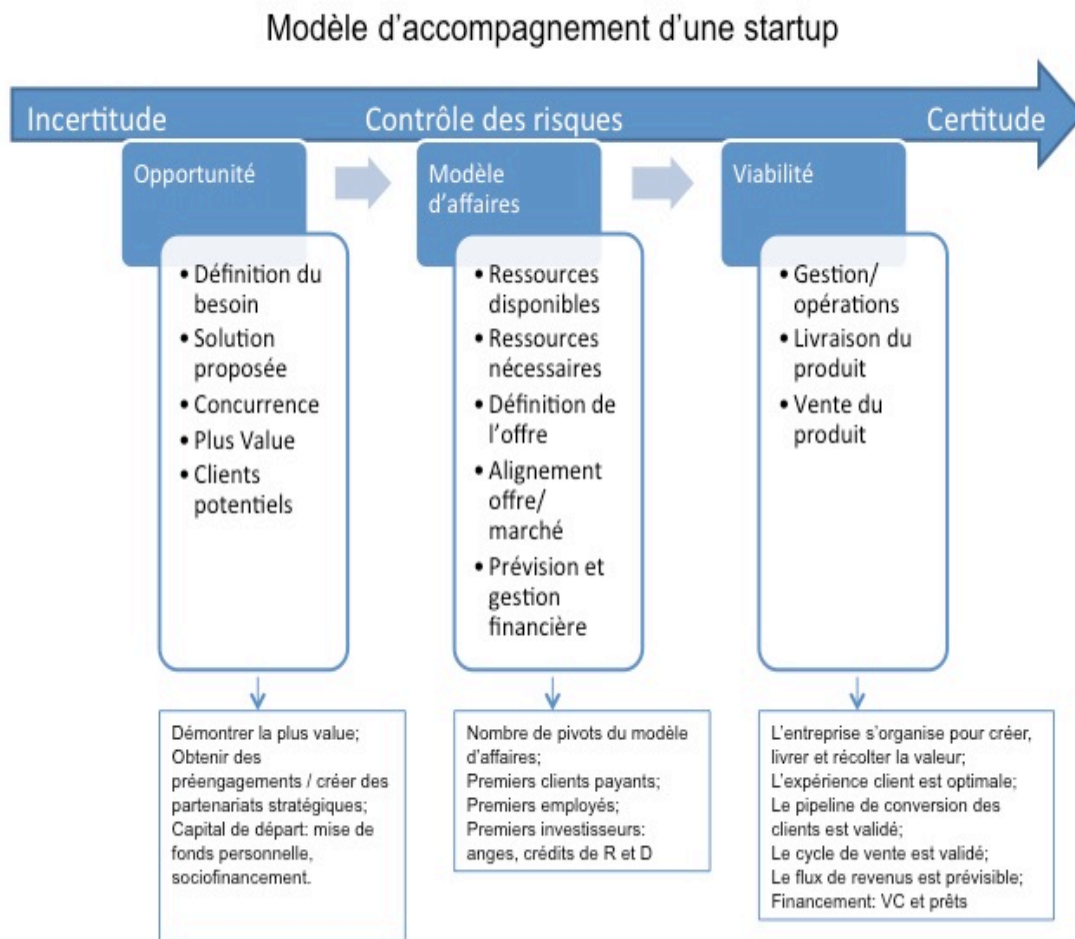 Modèle d'accompagnement d'une startup
Incertitude
Contrôle des risques
Certitude
Opportunité
• Définition du
besoin
• Solution
proposée
• Concurrence
• Plus Value
• Clients
potentiels
Démontrer la plus value;
Obtenir des
préengagements / créer des
partenariats stratégiques;
Capital de départ: mise de
fonds personnelle,
sociofinancement.
Modèle
d'affaires
• Ressources
disponibles
• Ressources
nécessaires
• Définition de
l'offre
• Alignement
offre/
marché
• Prévision et
gestion
financière
Nombre de pivots du modèle
d'affaires;
Premiers clients payants;
Premiers employés;
Premiers investisseurs:
anges, crédits de R et D
Viabilité
• Gestion/
opérations
• Livraison du
produit
• Vente du
produit
L'entreprise s'organise pour créer,
livrer et récolter la valeur;
L'expérience client est optimale;
Le pipeline de conversion des
clients est validé;
Le cycle de vente est validé;
Le flux de revenus est prévisible;
Financement: VC et prêts